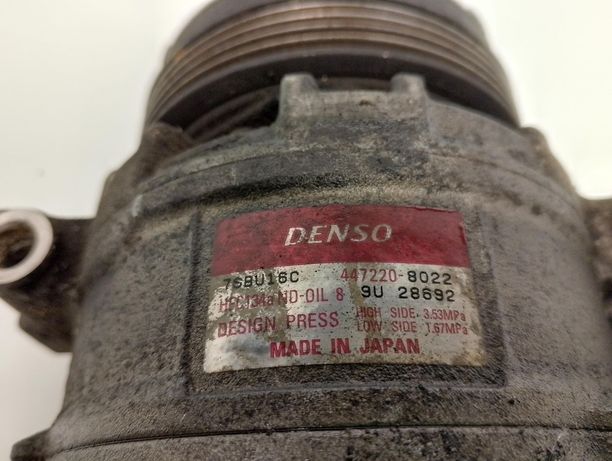 DENSO
7SBU16C 447220-8022
HFC134a ND-OIL 8 9U 28692
DESIGN PRESS HIGH SIDE 3.53MPa
LOW SIDE 1.67MPa
MADE IN JAPAN